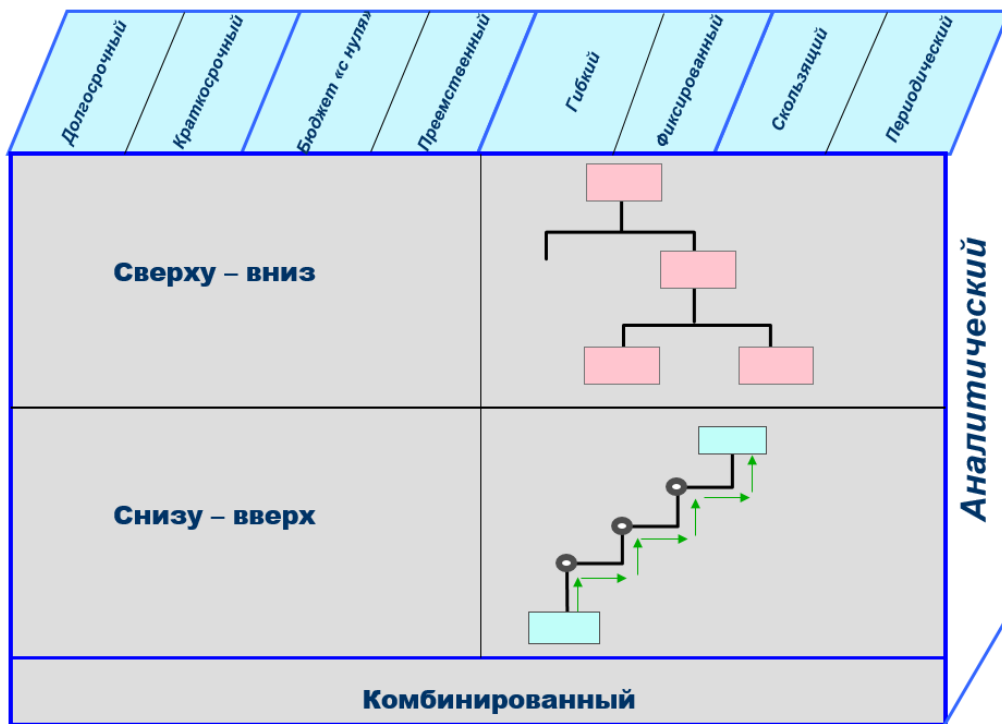 Долгосрочный
Краткосрочный
Бюджет «с нуля»
Преемственный
Гибкий
Фиксированный
Скользящий
Периодический
Сверху – вниз
Аналитический
Снизу – вверх
Комбинированный